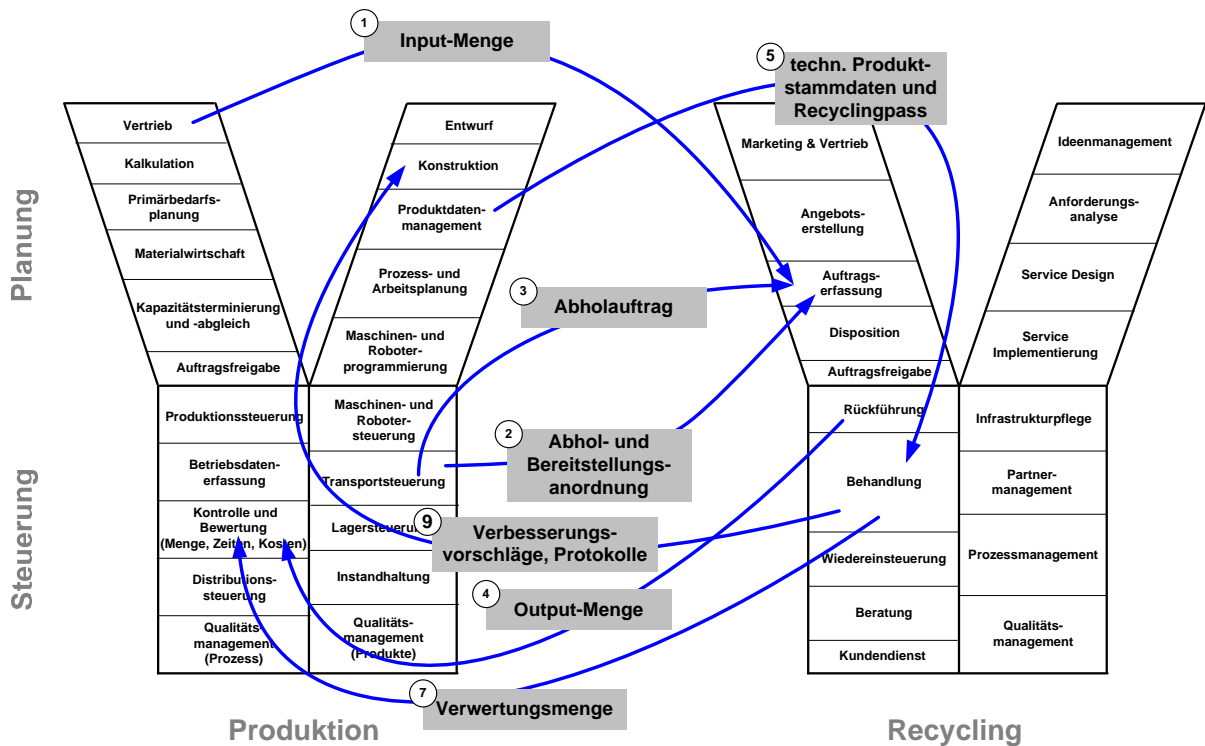 1
Input-Menge
5
techn. Produkt-
stammdaten und
Recyclingpass
Planung
Steuerung
Vertrieb
Kalkulation
Primärbedarfs-
planung
Materialwirtschaft
Kapazitätsterminierung
und -abgleich
Auftragsfreigabe
Entwurf
Konstruktion
Produktdaten-
management
Prozess- und
Arbeitsplanung
Maschinen- und
Roboter-
programmierung
3
Abholauftrag
Marketing & Vertrieb
Angebots-
erstellung
Auftrags-
erfassung
Disposition
Auftragsfreigabe
Ideenmanagement
Anforderungs-
analyse
Service Design
Service
Implementierung
Produktionssteuerung
Betriebsdaten-
erfassung
Kontrolle und
Bewertung
(Menge, Zeiten, Kosten)
Distributions-
steuerung
Qualitäts-
management
(Prozess)
Maschinen- und
Roboter-
steuerung
Transportsteuerung
Instandhaltung
Qualitäts-
management
(Produkte)
2
Abhol- und
Bereitstellungs-
anordnung
9
Verbesserungs-
vorschläge, Protokolle
4
Output-Menge
7
Verwertungsmenge
Rückführung
Behandlung
Wiedereinsteuerung
Beratung
Kundendienst
Infrastrukturpflege
Partner-
management
Prozessmanagement
Qualitäts-
management
Produktion
Recycling